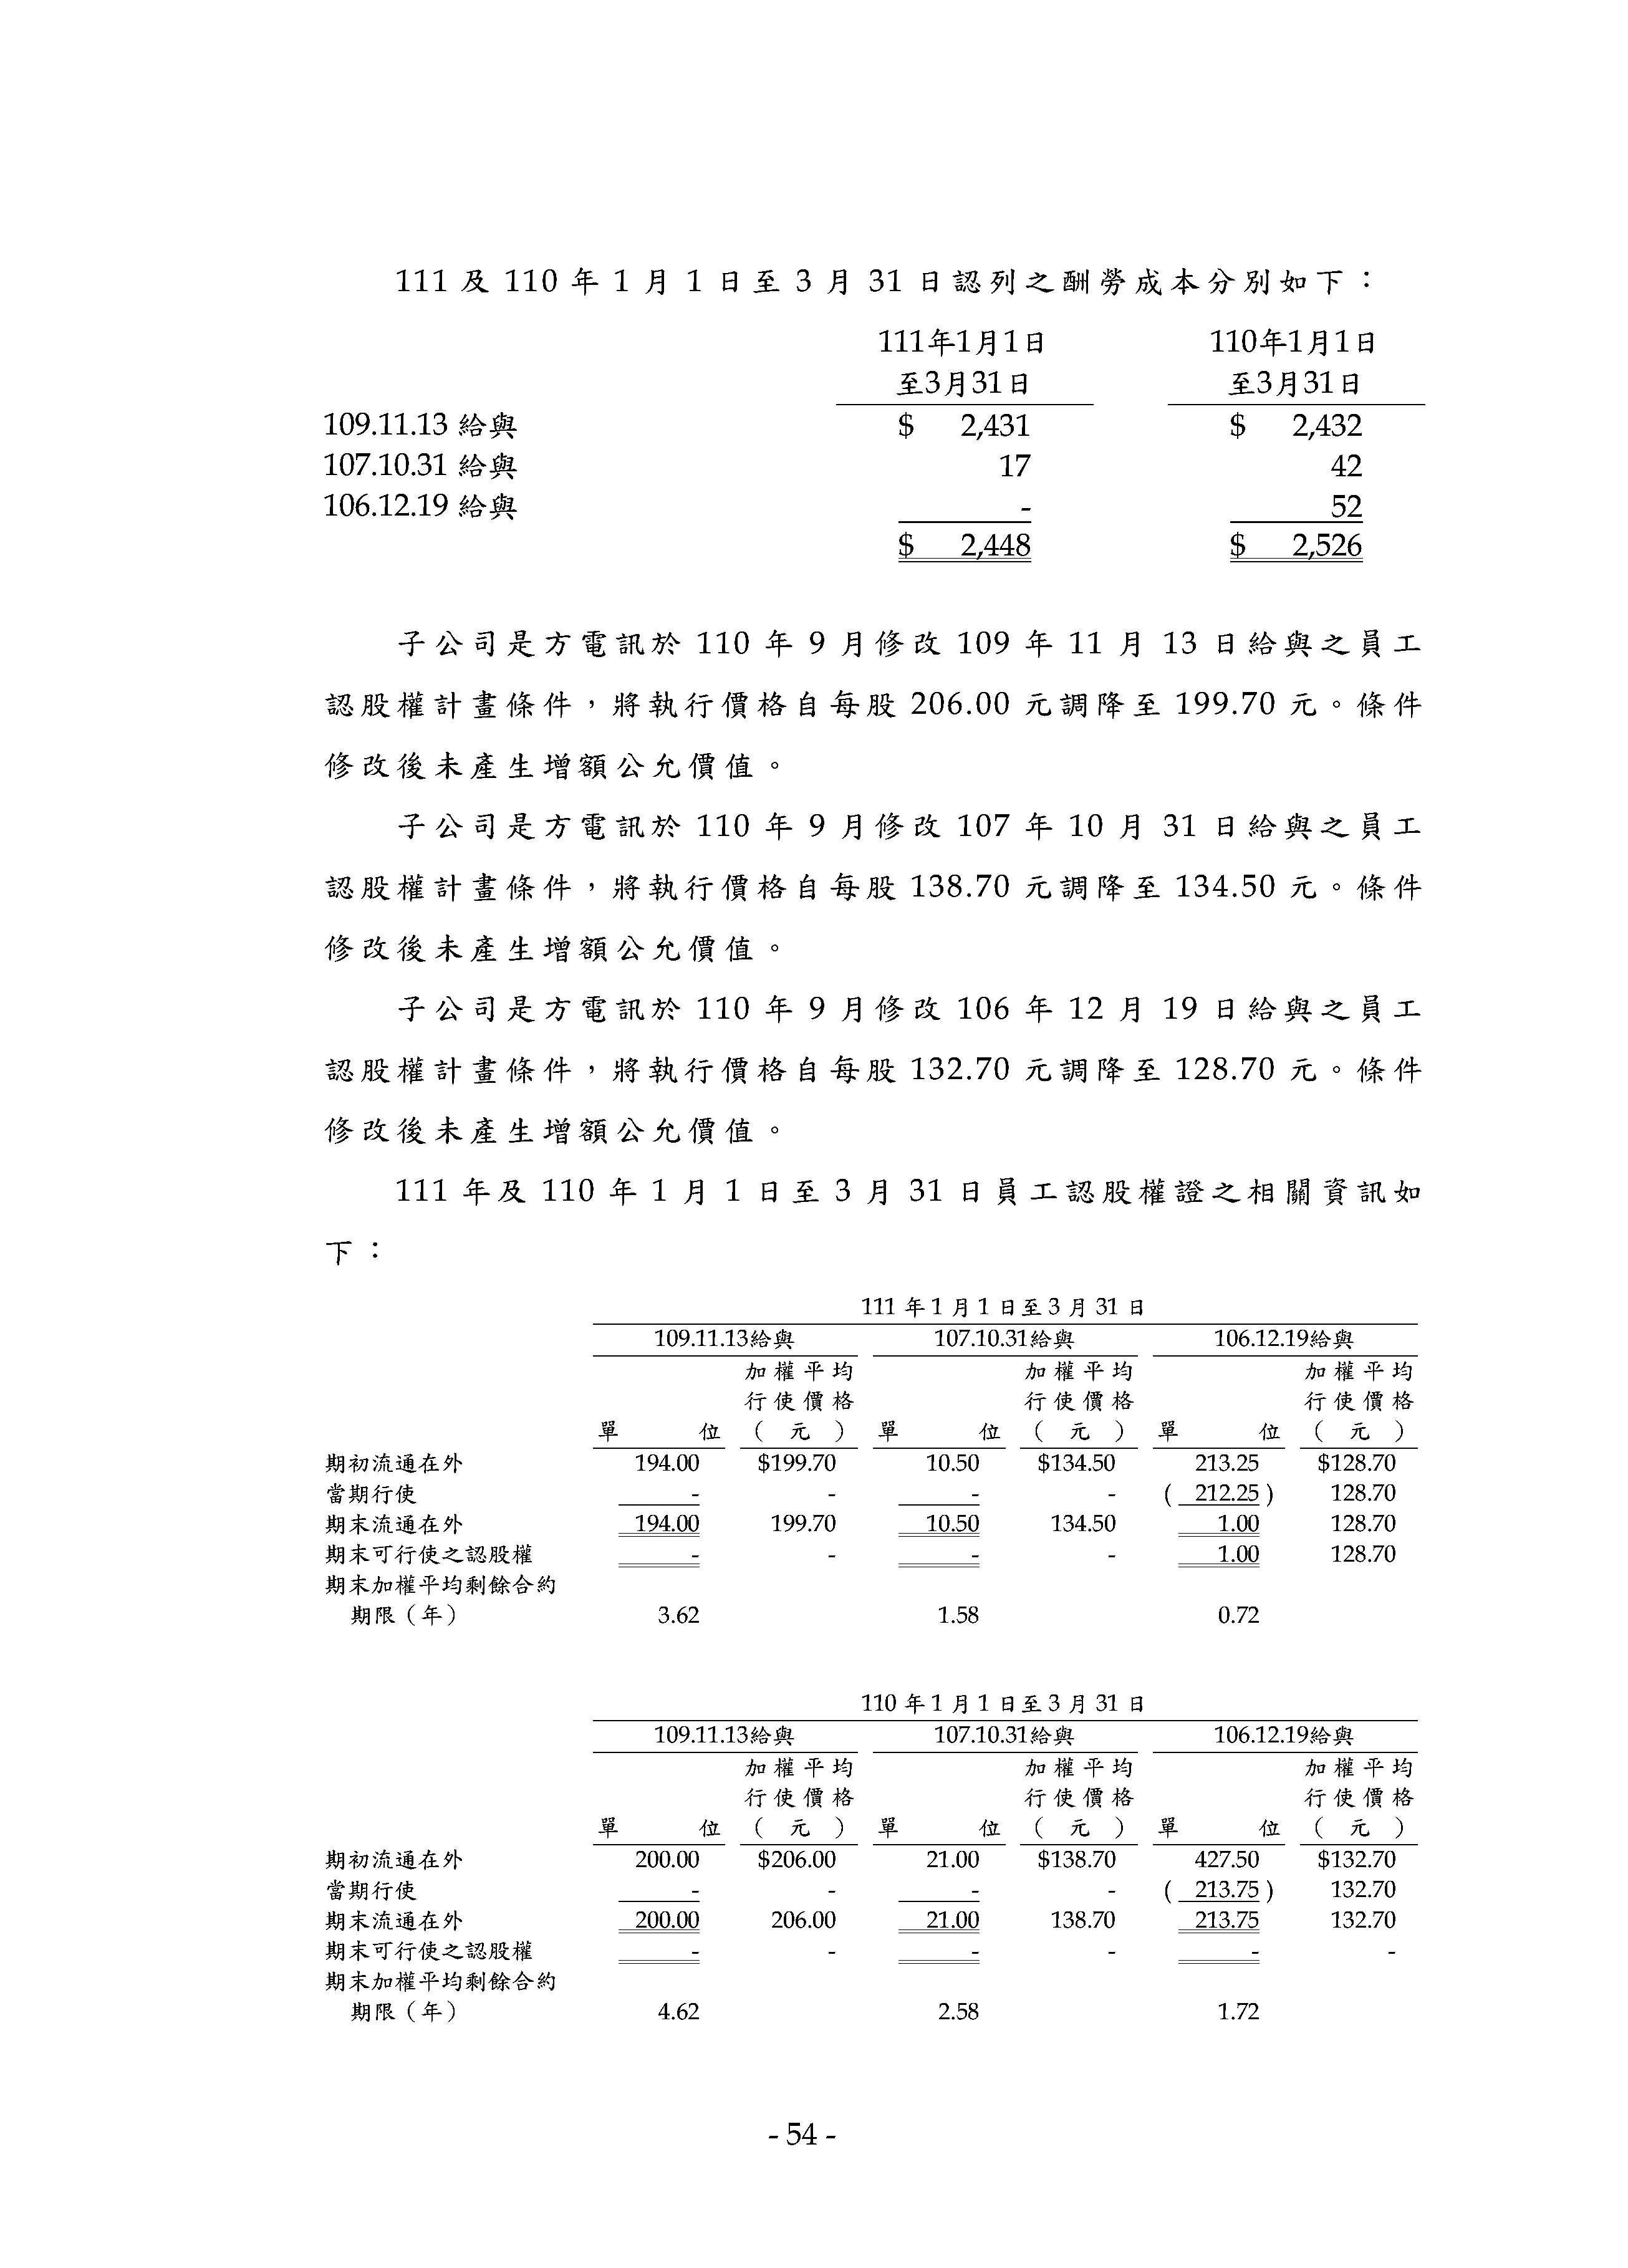 111 及 110 年 1 月 1 日至 3 月 31 日認列之酬勞成本分別如下：
111年1月1日 110年1月1日
至3月31日 至3月31日
109.11.13 給與 $ 2,431 $ 2,432
107.10.31 給與 17 42
106.12.19 給與 - 52
$ 2,448 $ 2,526
子公司是方電訊於 110 年 9 月修改 109 年 11 月 13 日給與之員工
認股權計畫條件，將執行價格自每股 206.00 元調降至 199.70 元。條件
修改後未產生增額公允價值。
子公司是方電訊於 110 年 9 月修改 107 年 10 月 31 日給與之員工
認股權計畫條件，將執行價格自每股 138.70 元調降至 134.50 元。條件
修改後未產生增額公允價值。
子公司是方電訊於 110 年 9 月修改 106 年 12 月 19 日給與之員工
認股權計畫條件，將執行價格自每股 132.70 元調降至 128.70 元。條件
修改後未產生增額公允價值。
111 年及 110 年 1 月 1 日至 3 月 31 日員工認股權證之相關資訊如
下：
111 年 1 月 1 日至 3 月 31 日
109.11.13給與 107.10.31給與 106.12.19給與
加權平均 加權平均 加權平均
行使價格 行使價格 行使價格
單位 （元） 單位 （元） 單位 （元）
期初流通在外 194.00 $199.70 10.50 $134.50 213.25 $128.70
當期行使 - - - - ( 212.25 ) 128.70
期末流通在外 194.00 199.70 10.50 134.50 1.00 128.70
期末可行使之認股權 - - - - 1.00 128.70
期末加權平均剩餘合約
期限（年） 3.62 1.58 0.72
110 年 1 月 1 日至 3 月 31 日
109.11.13給與 107.10.31給與 106.12.19給與
加權平均 加權平均 加權平均
行使價格 行使價格 行使價格
單位 （元） 單位 （元） 單位 （元）
期初流通在外 200.00 $206.00 21.00 $138.70 427.50 $132.70
當期行使 - - - - ( 213.75 ) 132.70
期末流通在外 200.00 206.00 21.00 138.70 213.75 132.70
期末可行使之認股權 - - - - - -
期末加權平均剩餘合約
期限（年） 4.62 2.58 1.72
- 54 -